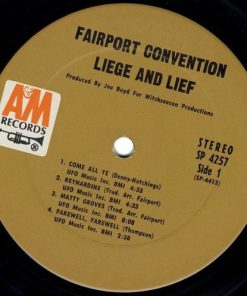 FAIRPORT CONVENTION
LIEGE AND LIEF
Produced By Joe Boyd For Witchseason Productions
A&M
RECORDS
®
STEREO
SP 4257
Side 1
(SP-4413)
1. COME ALL YE (Denny-Hutchings)
UFO Music Inc. BMI 4:55
2. REYNARDINE (Trad. Arr. Fairport)
UFO Music Inc. BMI 4:33
3. MATTY GROVES (Trad. Arr. Fairport)
UFO Music Inc. BMI 8:08
4. FAREWELL, FAREWELL (Thompson)
UFO Music Inc. BMI 2:38